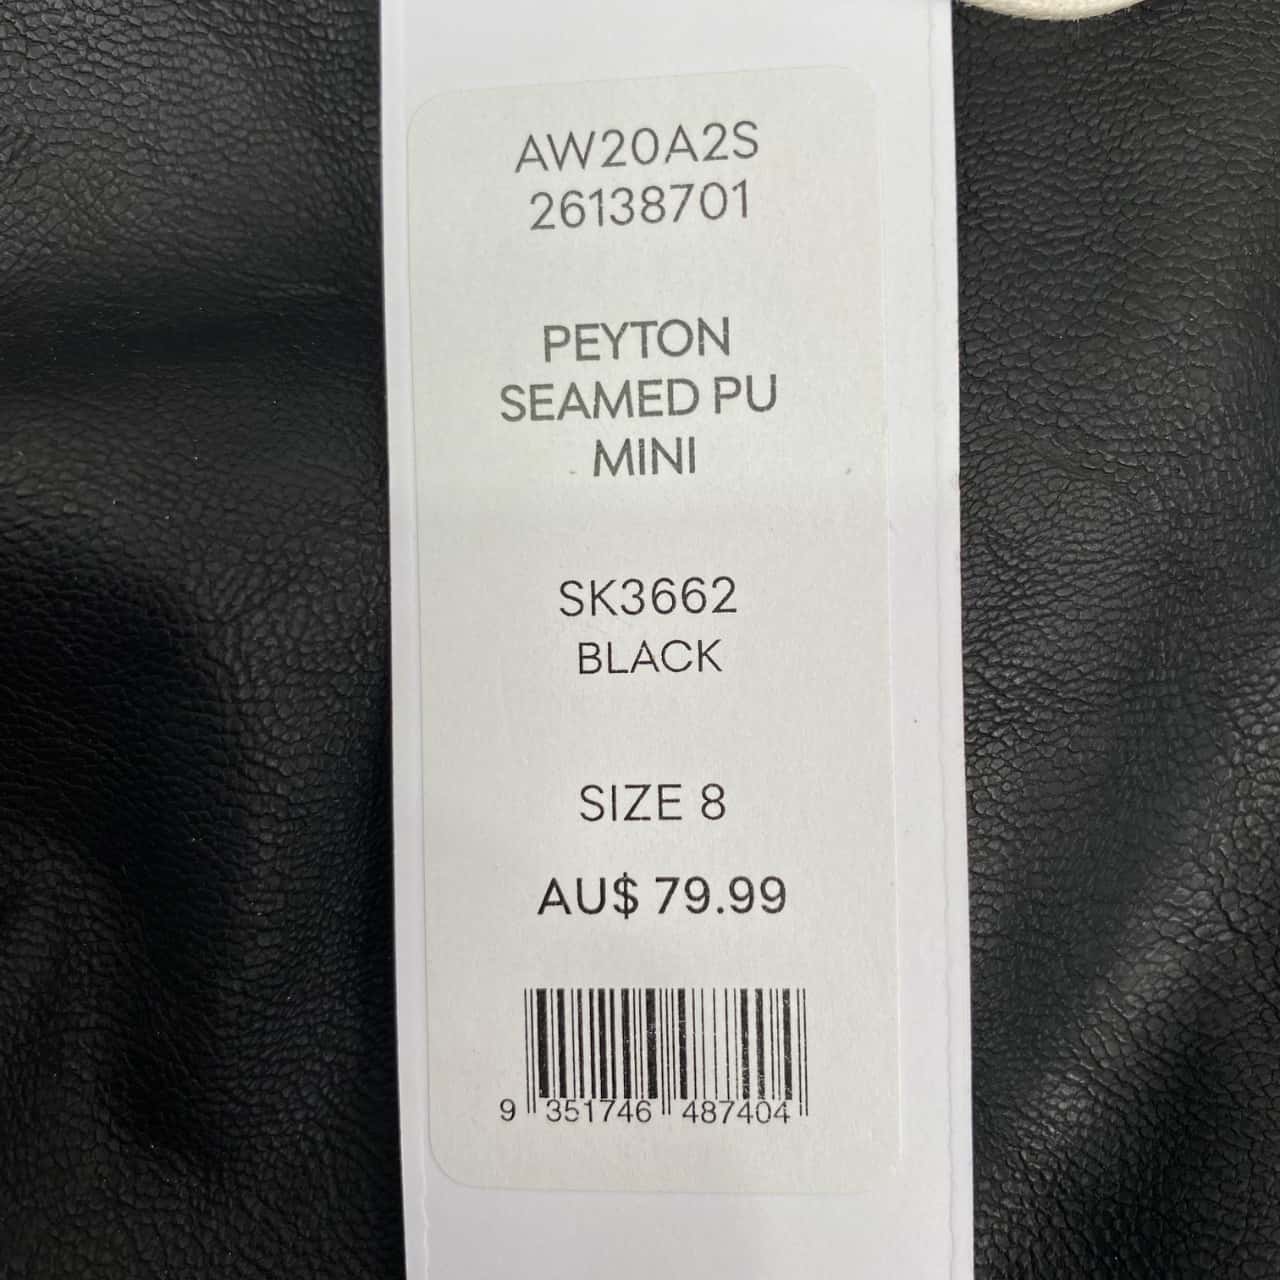 AW20A2S
26138701
PEYTON
SEAMED PU
MINI
SK3662
BLACK
SIZE 8
AU$ 79.99
9 351746 487404